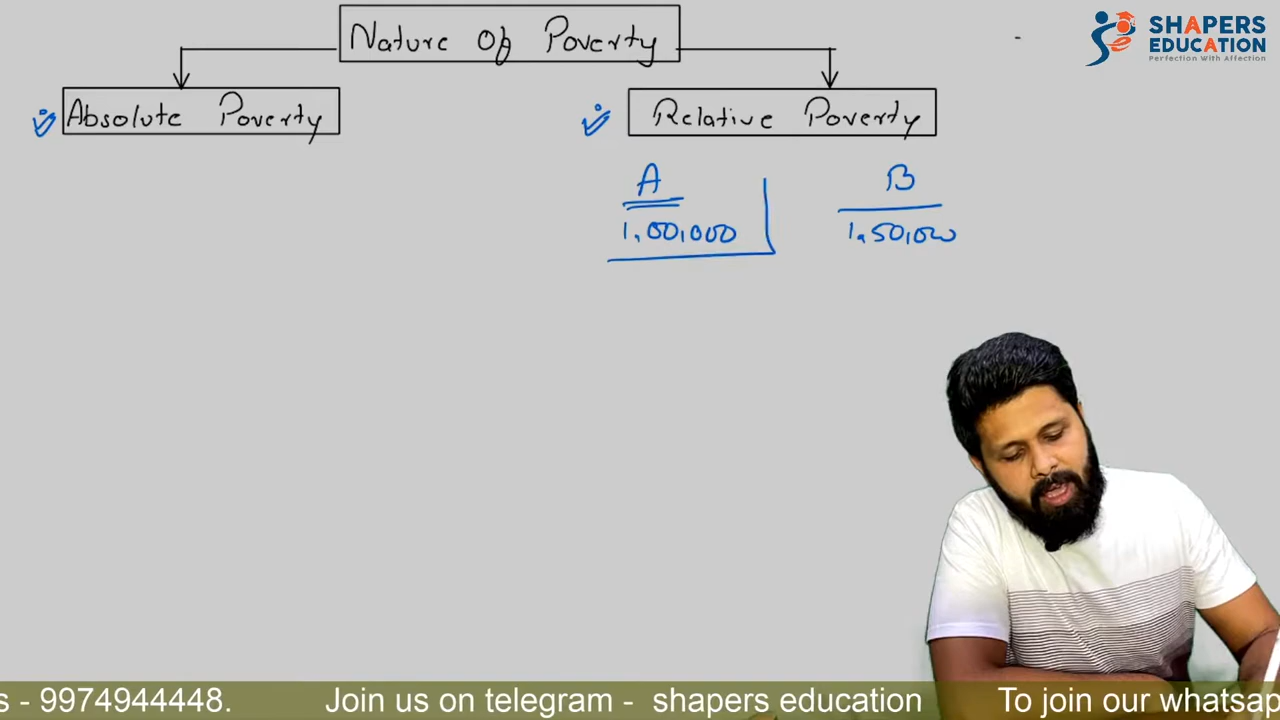 Nature Of Poverty
SHAPERS
EDUCATION
Perfection With Affection
Absolute Poverty
Relative Poverty
A
B
1,00,000
1,50,000
s - 9974944448.
Join us on telegram - shapers education
To join our whatsap